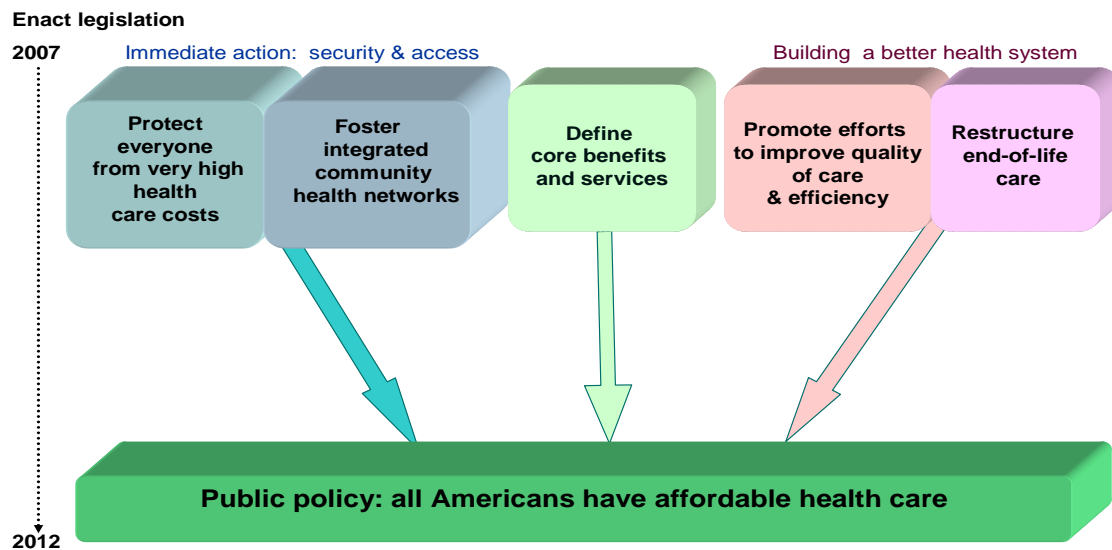 Enact legislation
2007
Immediate action: security & access
Building a better health system
Protect
everyone
from very high
health
care costs
Foster
integrated
community
health networks
Define
core benefits
and services
Promote efforts
to improve quality
of care
& efficiency
Restructure
end-of-life
care
Public policy: all Americans have affordable health care
2012